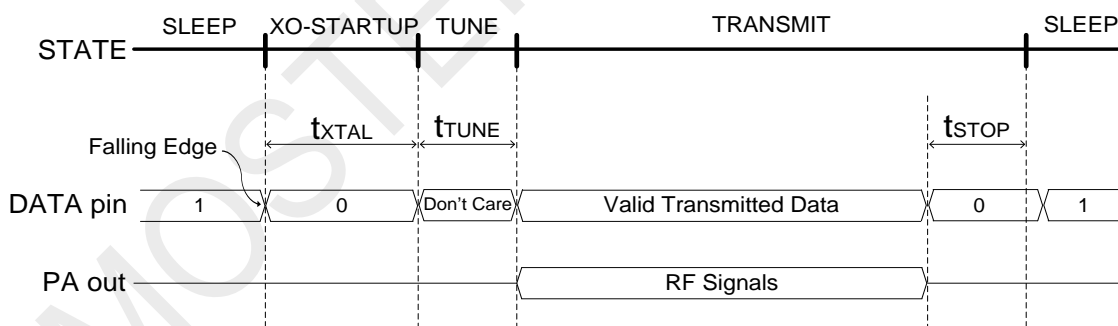 SLEEP XO-STARTUP TUNE TRANSMIT SLEEP
STATE
tXTAL tTUNE tSTOP
Falling Edge
DATA pin 1 0 Don't Care Valid Transmitted Data 0 1
PA out RF Signals